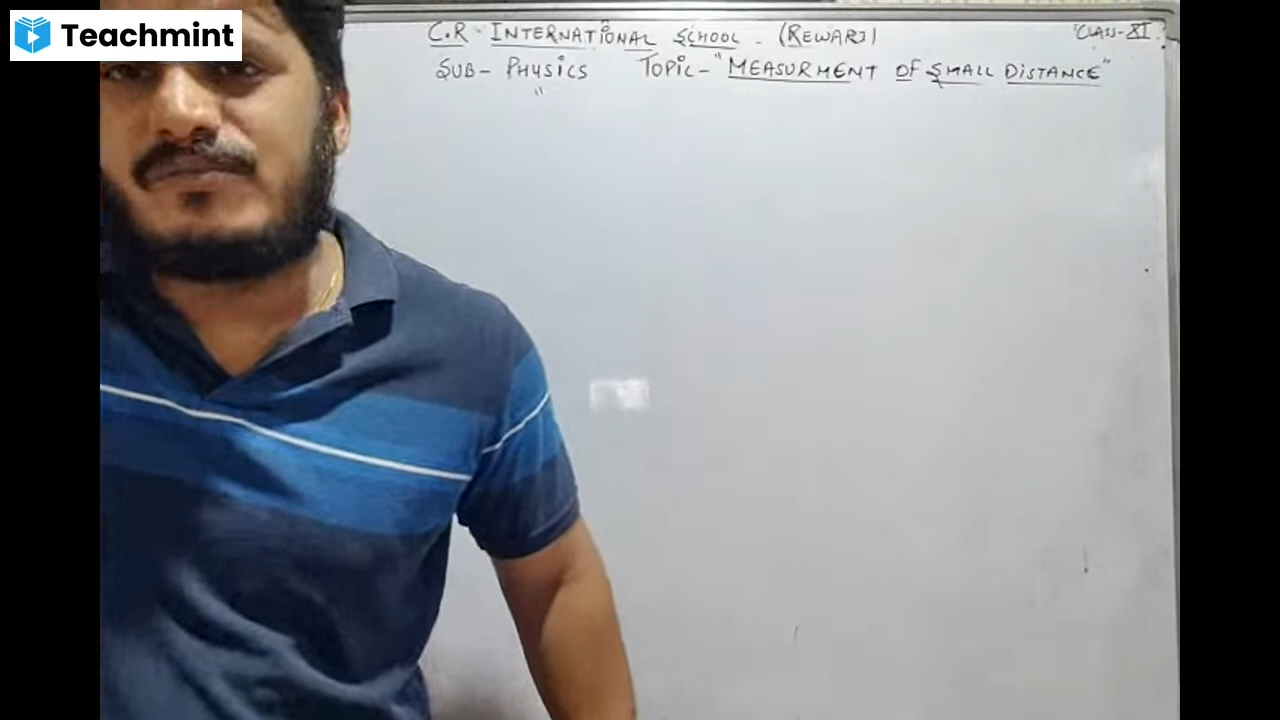 Teachmint
C.R - INTERNATIONAL SCHOOL - (REWARI) CLASS-XI
SUB- PHYSICS TOPIC- "MEASURMENT OF SMALL DISTANCE"